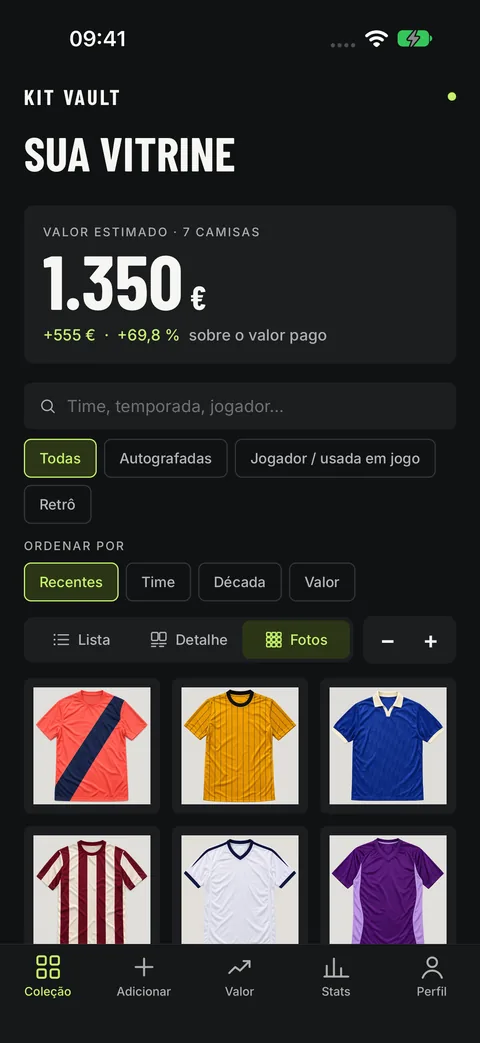 09:41
KIT VAULT
SUA VITRINE
VALOR ESTIMADO · 7 CAMISAS
1.350 €
+555 € · +69,8 % sobre o valor pago
Time, temporada, jogador...
Todas Autografadas Jogador / usada em jogo
Retrô
ORDENAR POR
Recentes Time Década Valor
Lista Detalhe Fotos − +
Coleção Adicionar Valor Stats Perfil